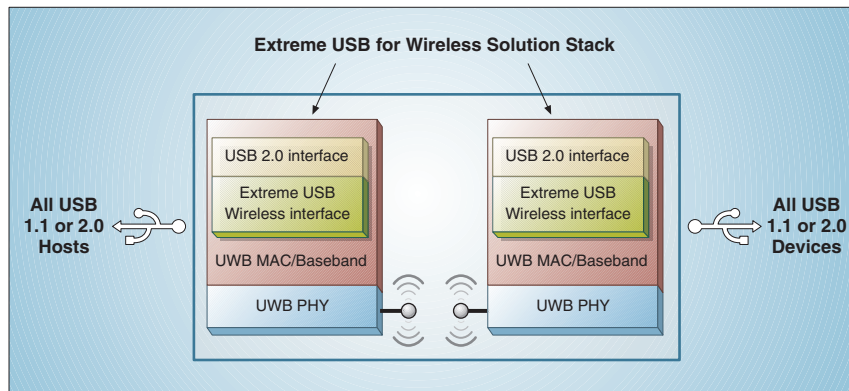 Extreme USB for Wireless Solution Stack
All USB
1.1 or 2.0
Hosts
USB 2.0 interface
Extreme USB
Wireless interface
UWB MAC/Baseband
UWB PHY
USB 2.0 interface
Extreme USB
Wireless interface
UWB MAC/Baseband
UWB PHY
All USB
1.1 or 2.0
Devices